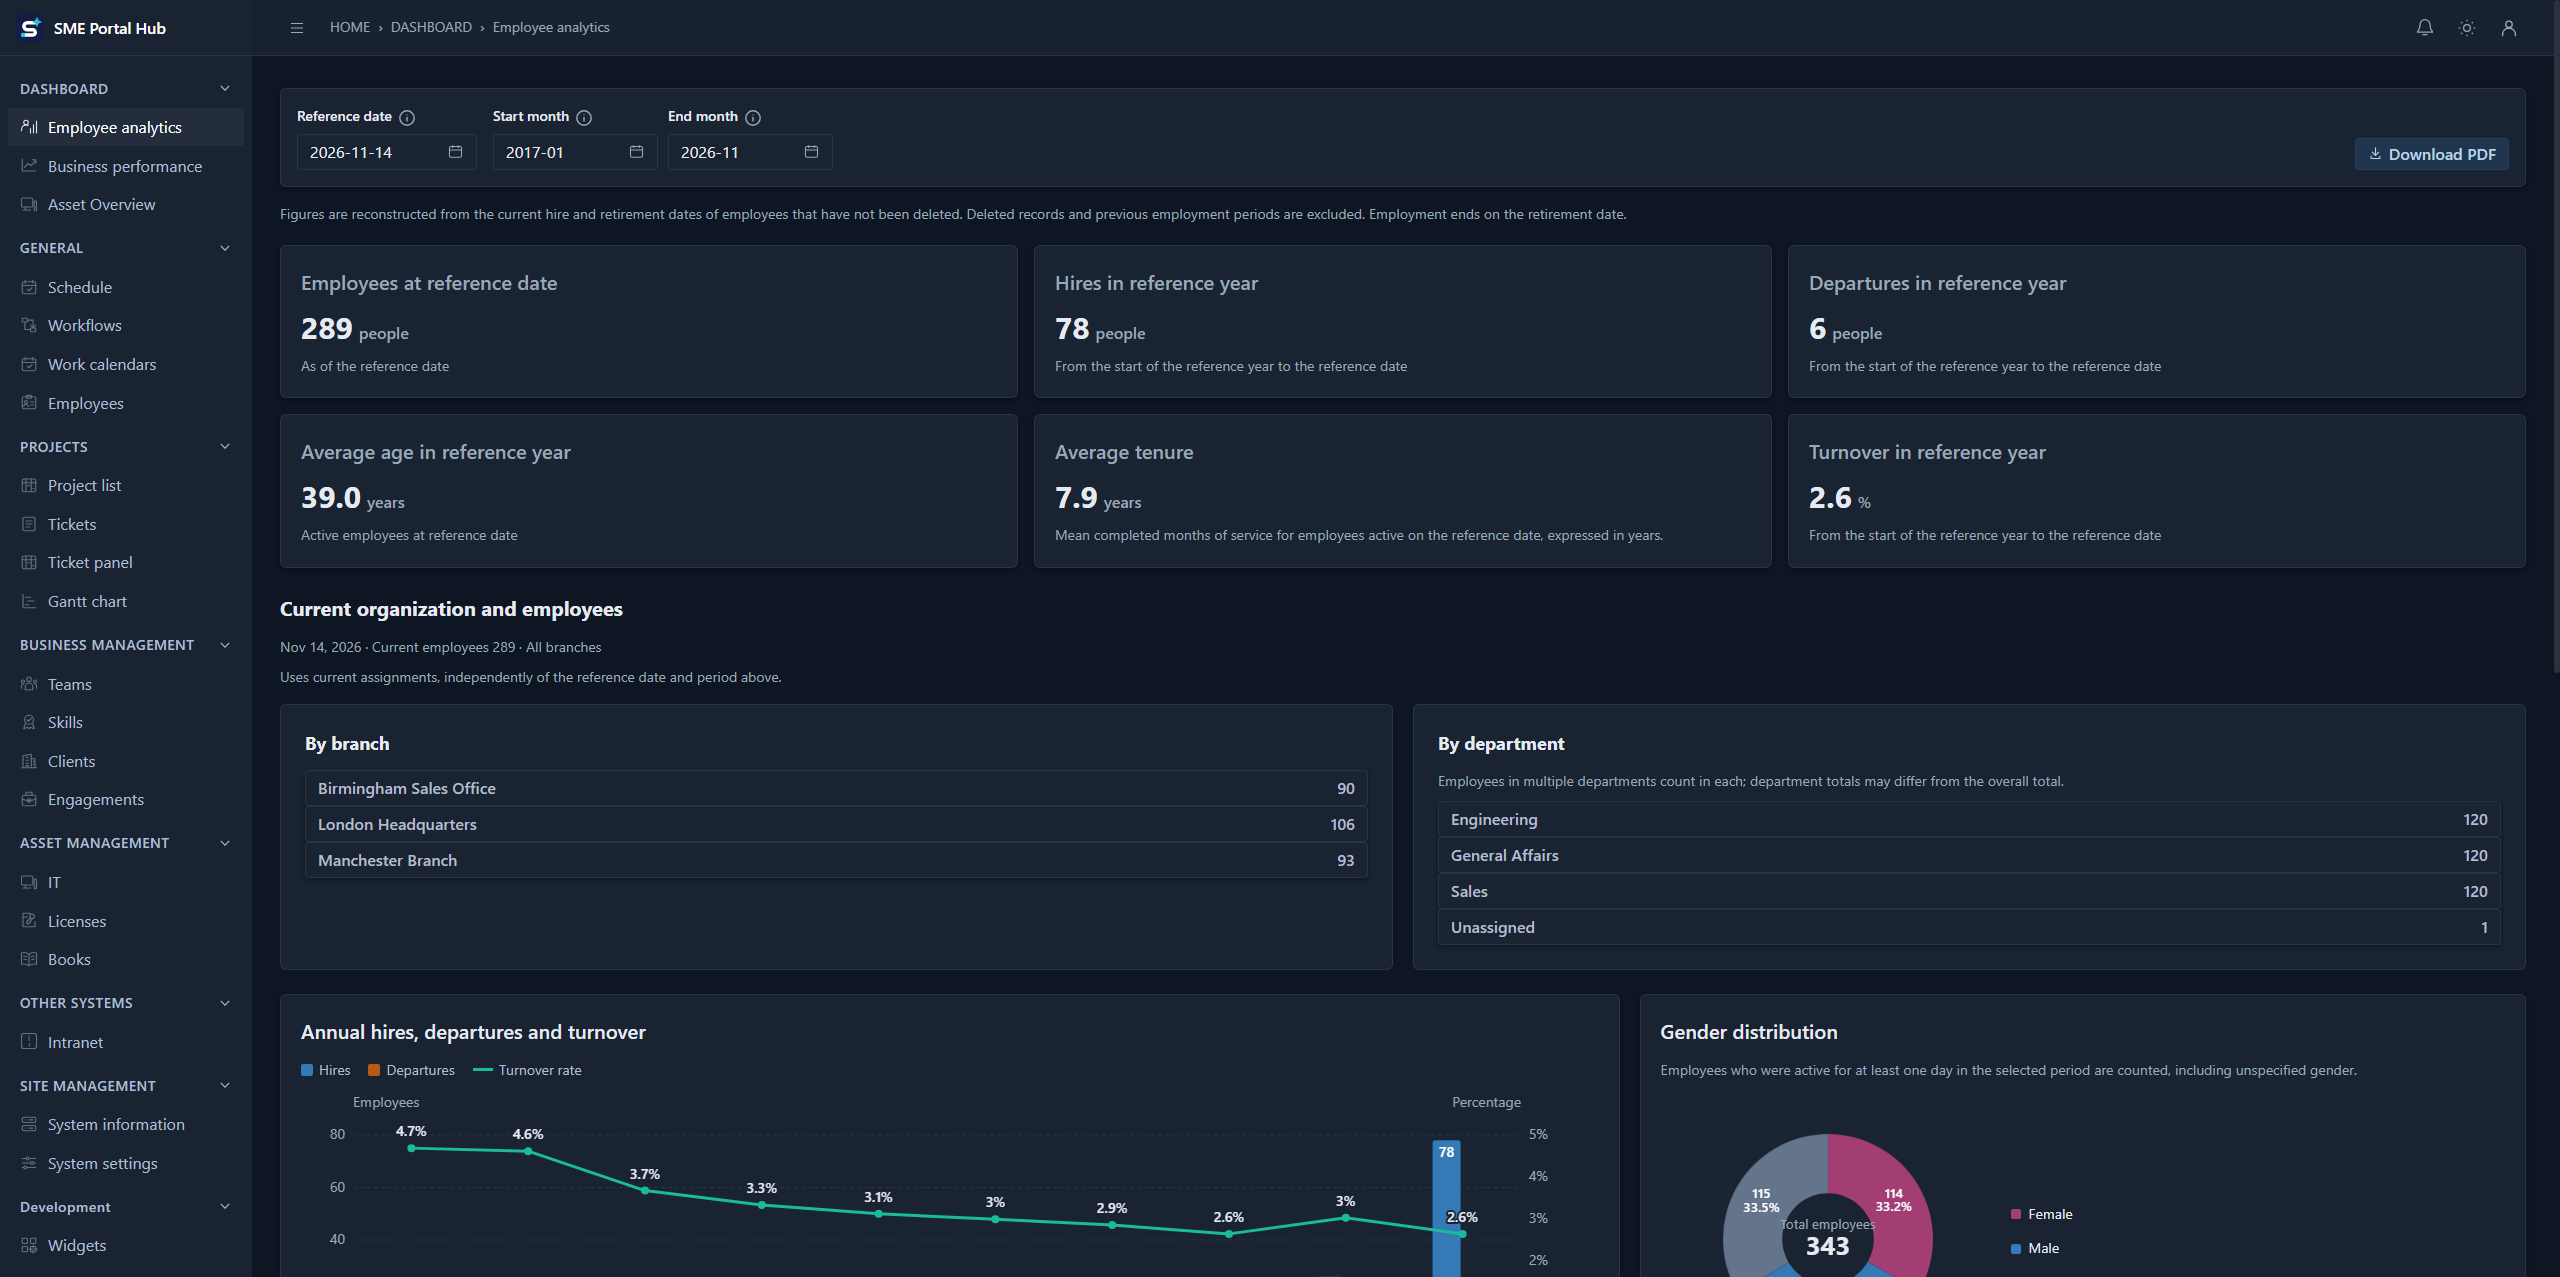 SME Portal Hub
HOME › DASHBOARD › Employee analytics
DASHBOARD
Employee analytics
Business performance
Asset Overview
GENERAL
Schedule
Workflows
Work calendars
Employees
PROJECTS
Project list
Tickets
Ticket panel
Gantt chart
BUSINESS MANAGEMENT
Teams
Skills
Clients
Engagements
ASSET MANAGEMENT
IT
Licenses
Books
OTHER SYSTEMS
Intranet
SITE MANAGEMENT
System information
System settings
Development
Widgets
Reference date
Start month
End month
2026-11-14
2017-01
2026-11
Download PDF
Figures are reconstructed from the current hire and retirement dates of employees that have not been deleted. Deleted records and previous employment periods are excluded. Employment ends on the retirement date.
Employees at reference date
289 people
As of the reference date
Hires in reference year
78 people
From the start of the reference year to the reference date
Departures in reference year
6 people
From the start of the reference year to the reference date
Average age in reference year
39.0 years
Active employees at reference date
Average tenure
7.9 years
Mean completed months of service for employees active on the reference date, expressed in years.
Turnover in reference year
2.6 %
From the start of the reference year to the reference date
Current organization and employees
Nov 14, 2026 · Current employees 289 · All branches
Uses current assignments, independently of the reference date and period above.
By branch
Birmingham Sales Office 90
London Headquarters 106
Manchester Branch 93
By department
Employees in multiple departments count in each; department totals may differ from the overall total.
Engineering 120
General Affairs 120
Sales 120
Unassigned 1
Annual hires, departures and turnover
Hires Departures Turnover rate
Employees Percentage
80 60 40
4.7% 4.6% 3.7% 3.3% 3.1% 3% 2.9% 2.6% 3% 2.6%
78
5% 4% 3% 2%
Gender distribution
Employees who were active for at least one day in the selected period are counted, including unspecified gender.
115
33.5%
114
33.2%
Total employees
343
Female
Male